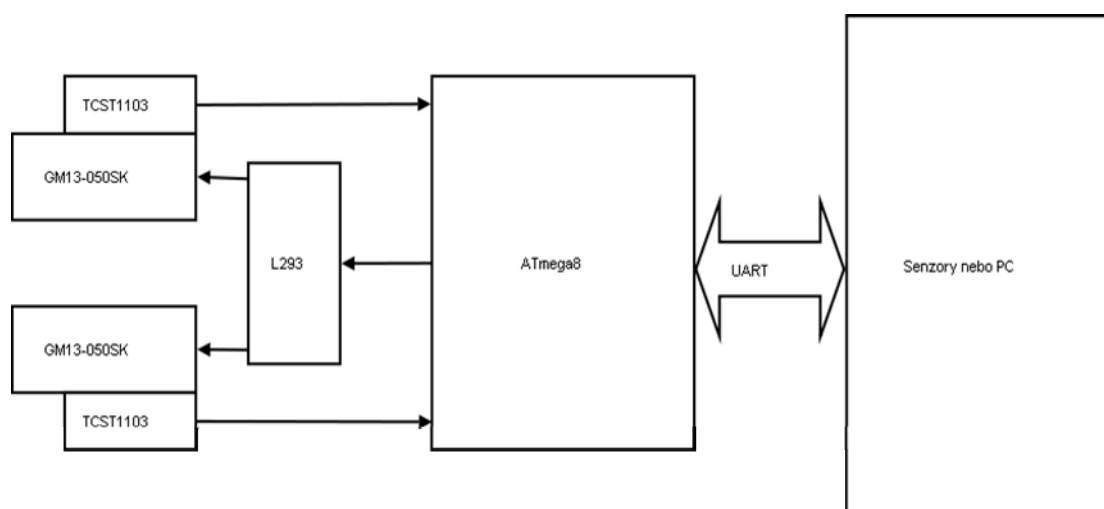 TCST1103
GM13-050SK
L293
ATmega8
UART
Senzory nebo PC
GM13-050SK
TCST1103